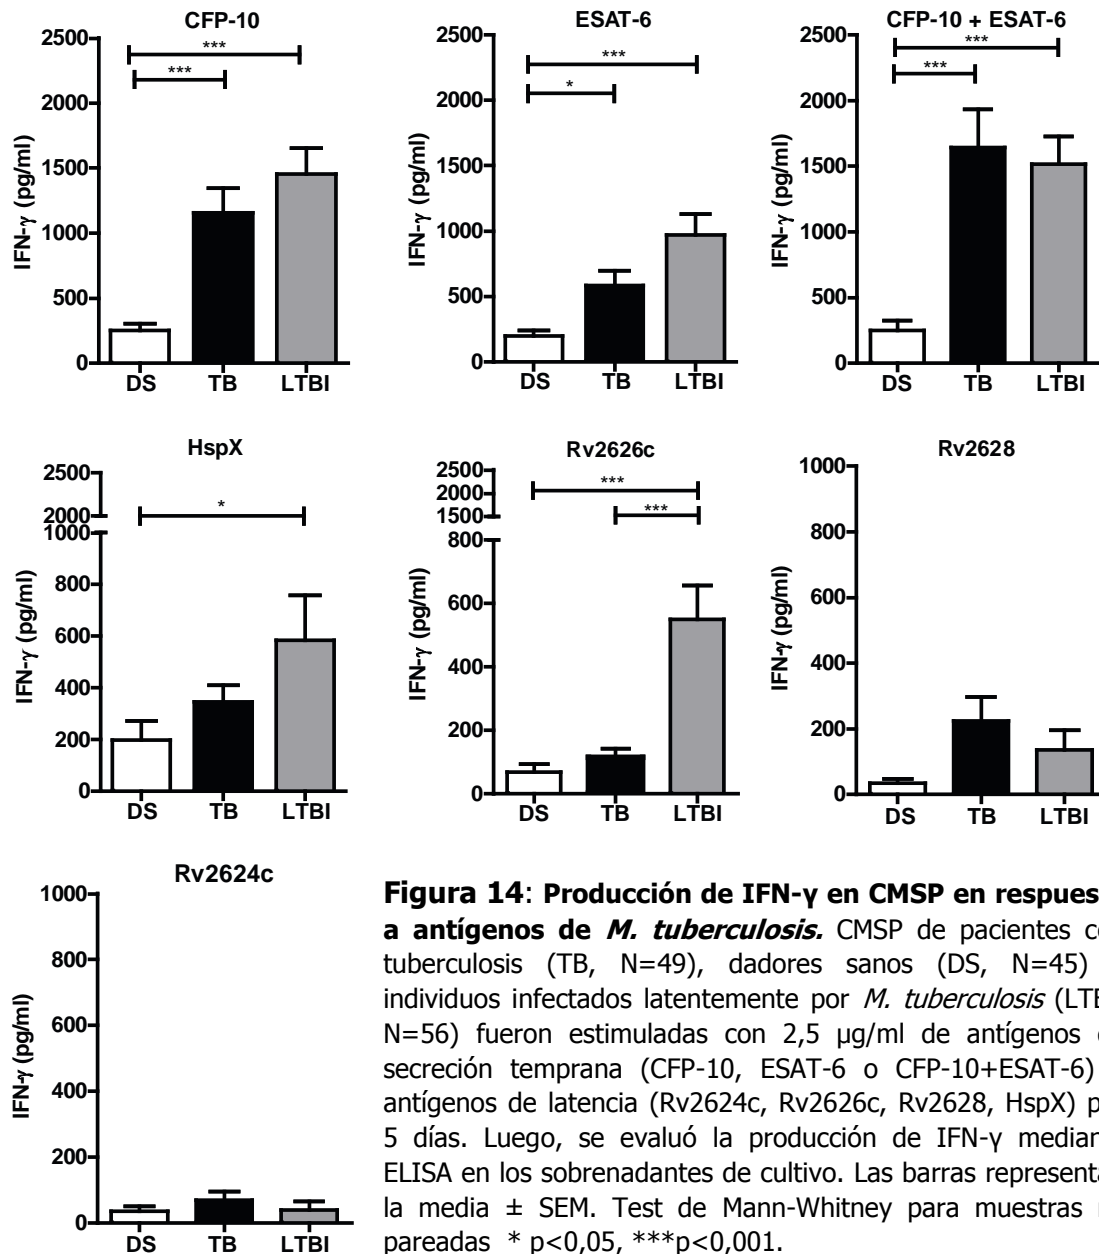 CFP-10
2500
2000
1500
1000
500
0
IFN-γ (pg/ml)
***
***
DS TB LTBI
ESAT-6
2500
2000
1500
1000
500
0
IFN-γ (pg/ml)
***
*
DS TB LTBI
CFP-10 + ESAT-6
2500
2000
1500
1000
500
0
IFN-γ (pg/ml)
***
***
DS TB LTBI
HspX
2500
2000
1000
800
600
400
200
0
IFN-γ (pg/ml)
*
DS TB LTBI
Rv2626c
2500
2000
1500
800
600
400
200
0
IFN-γ (pg/ml)
***
***
DS TB LTBI
Rv2628
1000
800
600
400
200
0
IFN-γ (pg/ml)
DS TB LTBI
Rv2624c
1000
800
600
400
200
0
IFN-γ (pg/ml)
DS TB LTBI
Figura 14: Producción de IFN-γ en CMSP en respues
a antígenos de M. tuberculosis. CMSP de pacientes c
tuberculosis (TB, N=49), dadores sanos (DS, N=45)
individuos infectados latentemente por M. tuberculosis (LTB
N=56) fueron estimuladas con 2,5 µg/ml de antígenos
secreción temprana (CFP-10, ESAT-6 o CFP-10+ESAT-6)
antígenos de latencia (Rv2624c, Rv2626c, Rv2628, HspX) p
5 días. Luego, se evaluó la producción de IFN-γ median
ELISA en los sobrenadantes de cultivo. Las barras representa
la media ± SEM. Test de Mann-Whitney para muestras
pareadas * p<0,05, ***p<0,001.